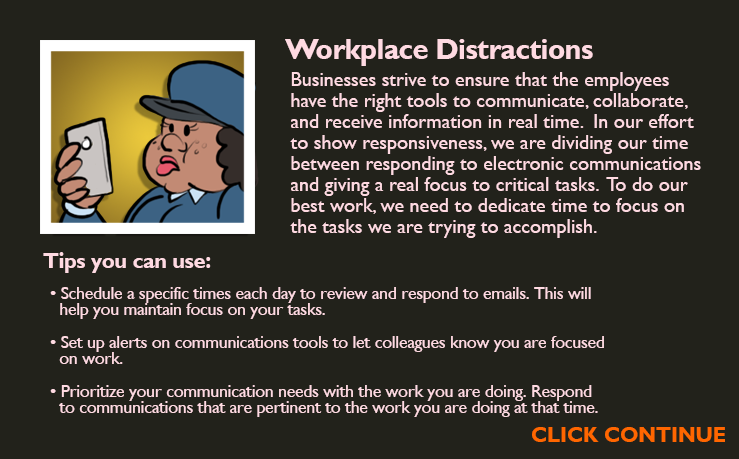 Workplace Distractions
Businesses strive to ensure that the employees
have the right tools to communicate, collaborate,
and receive information in real time.  In our effort
to show responsiveness, we are dividing our time
between responding to electronic communications
and giving a real focus to critical tasks.  To do our
best work, we need to dedicate time to focus on
the tasks we are trying to accomplish.
Tips you can use:
• Schedule a specific times each day to review and respond to emails. This will
help you maintain focus on your tasks.
• Set up alerts on communications tools to let colleagues know you are focused
on work.
• Prioritize your communication needs with the work you are doing. Respond
to communications that are pertinent to the work you are doing at that time.
CLICK CONTINUE